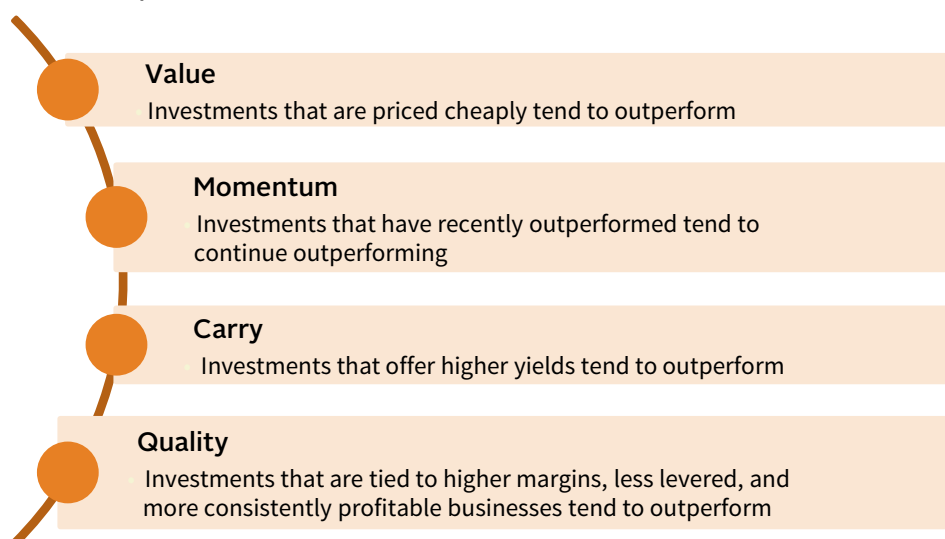 Value
Investments that are priced cheaply tend to outperform
Momentum
Investments that have recently outperformed tend to
continue outperforming
Carry
Investments that offer higher yields tend to outperform
Quality
Investments that are tied to higher margins, less levered, and
more consistently profitable businesses tend to outperform